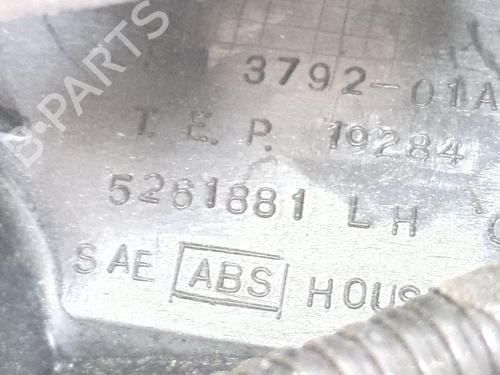 B-PARTS
3792-01A
T.E.P. 19284
5261881 LH
SAE ABS HOUS